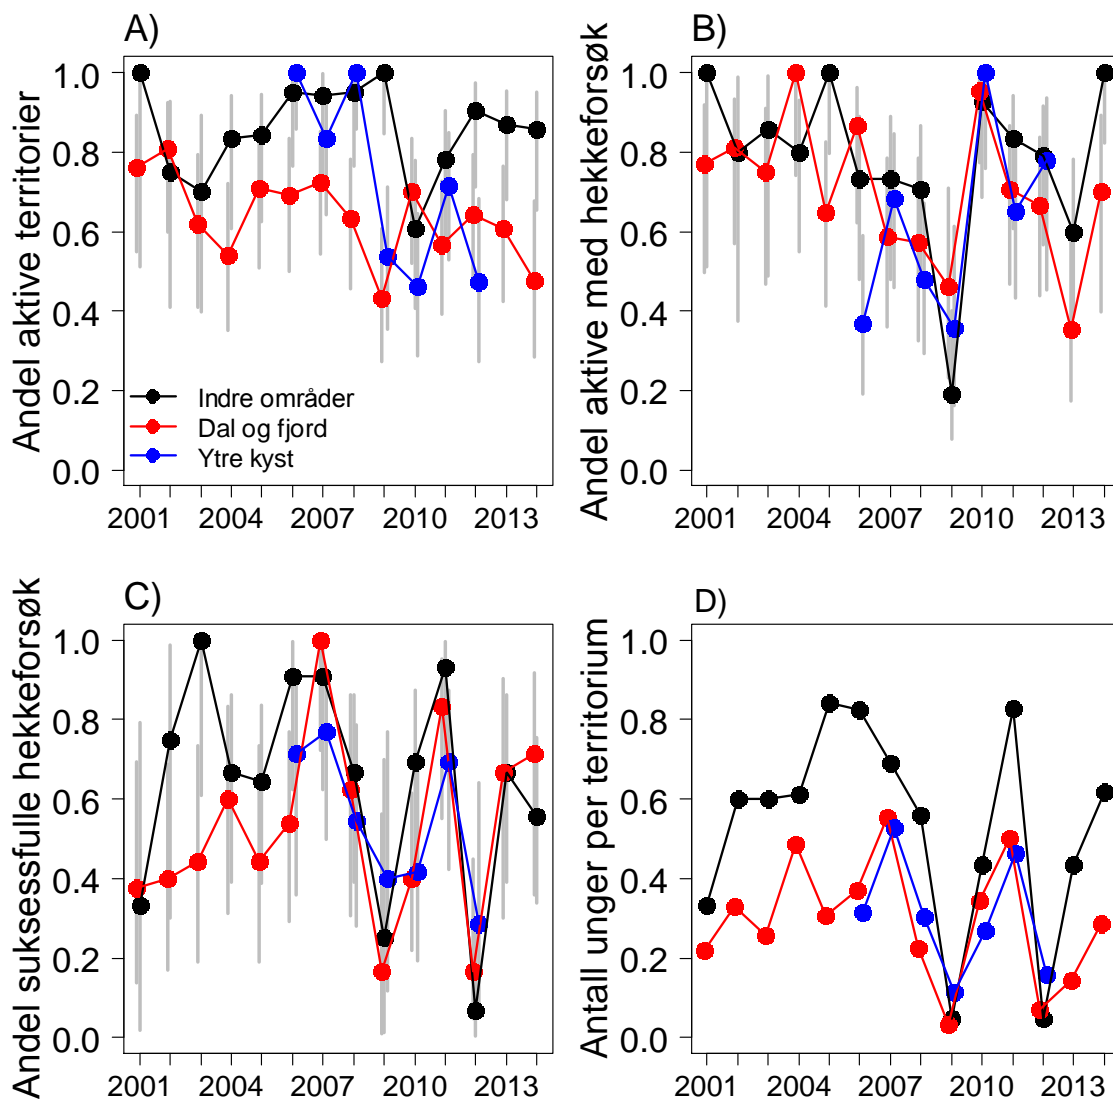 A)
Andel aktive territorier
1.0
0.8
0.6
0.4
0.2
0.0
Indre områder
Dal og fjord
Ytre kyst
2001 2004 2007 2010 2013
B)
Andel aktive med hekkeforsøk
1.0
0.8
0.6
0.4
0.2
0.0
2001 2004 2007 2010 2013
C)
Andel suksessfulle hekkeforsøk
1.0
0.8
0.6
0.4
0.2
0.0
2001 2004 2007 2010 2013
D)
Antall unger per territorium
1.0
0.8
0.6
0.4
0.2
0.0
2001 2004 2007 2010 2013